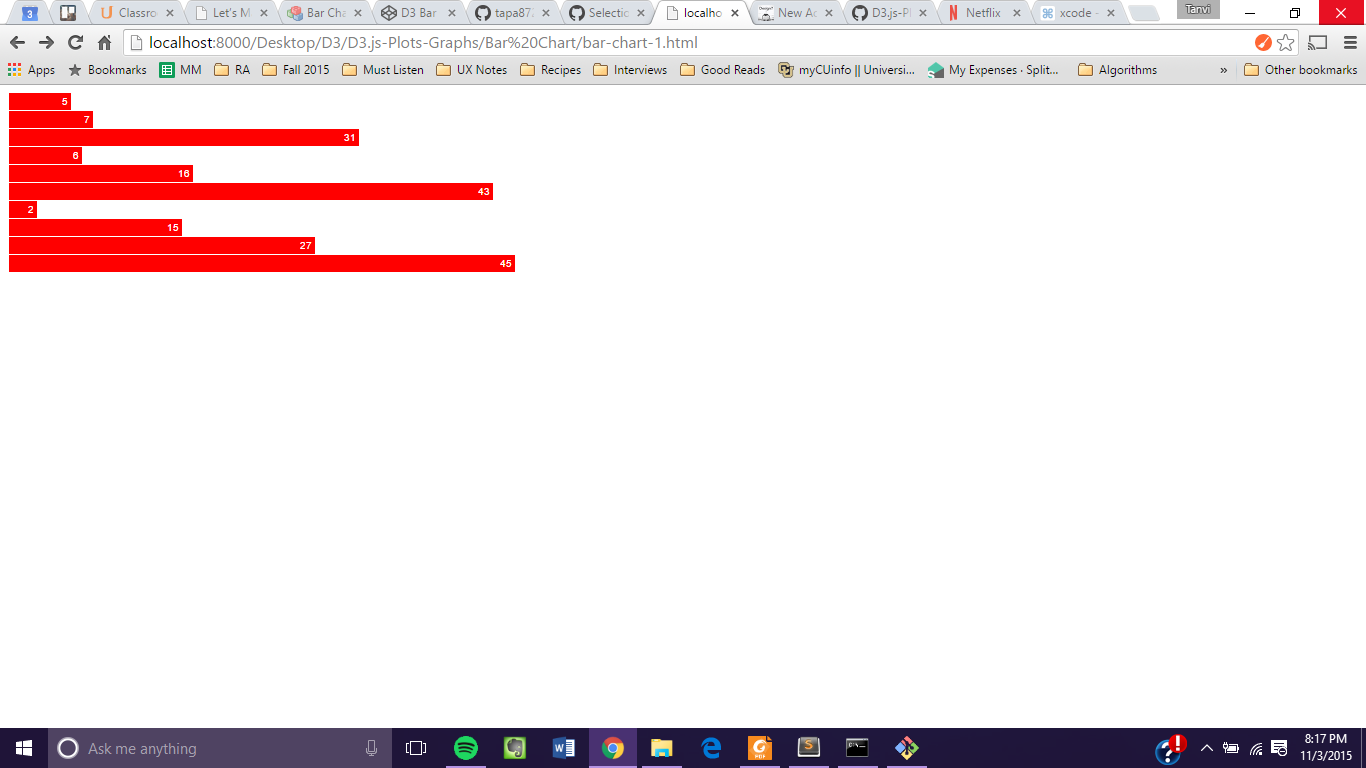 3 Classro Let's M Bar Cha D3 Bar tapa87 Selectio localho New Ac D3.js-Pl Netflix xcode - Tanvi
localhost:8000/Desktop/D3/D3.js-Plots-Graphs/Bar%20Chart/bar-chart-1.html
Apps Bookmarks MM RA Fall 2015 Must Listen UX Notes Recipes Interviews Good Reads myCUinfo || Universi... My Expenses · Split... Algorithms » Other bookmarks
5
7
31
6
16
43
2
15
27
45
Ask me anything
8:17 PM
11/3/2015